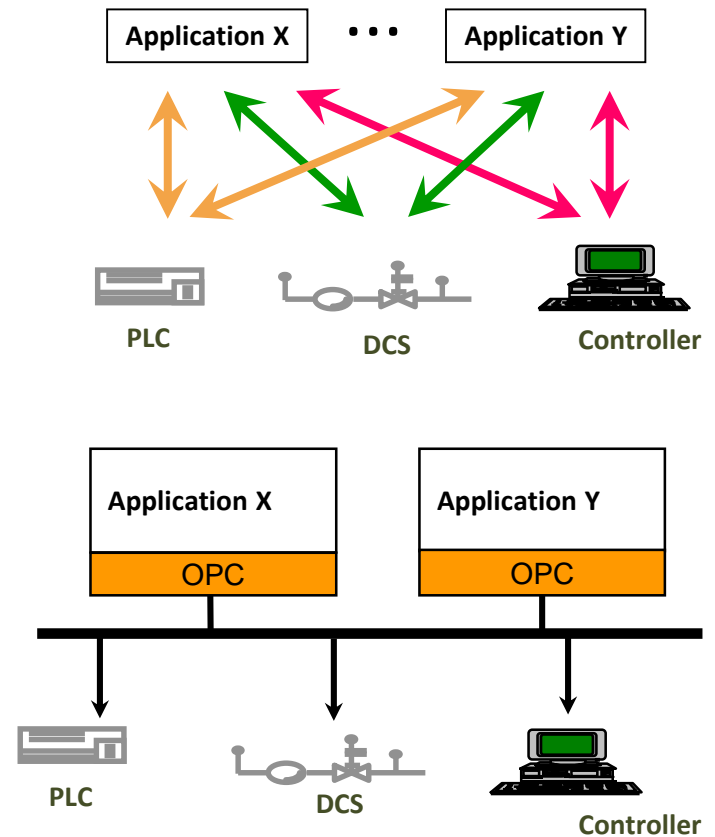 Application X ••• Application Y
PLC
DCS
Controller
Application X
Application Y
OPC
OPC
PLC
DCS
Controller